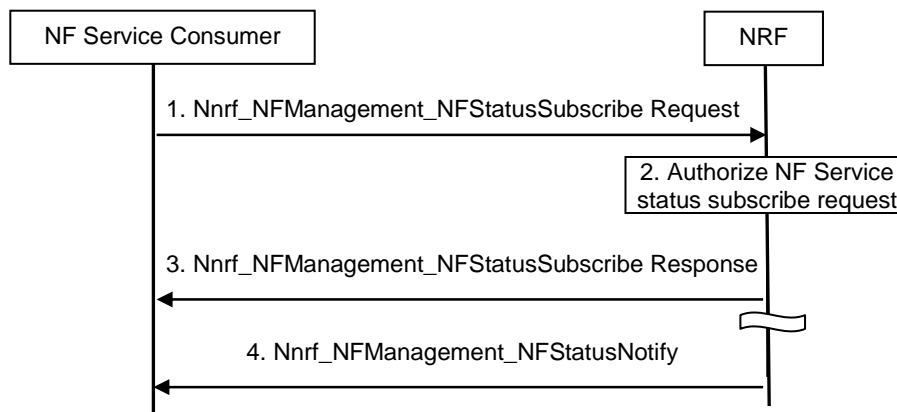 NF Service Consumer
NRF
1. Nnrf_NFManagement_NFStatusSubscribe Request
2. Authorize NF Service
status subscribe request
3. Nnrf_NFManagement_NFStatusSubscribe Response
4. Nnrf_NFManagement_NFStatusNotify